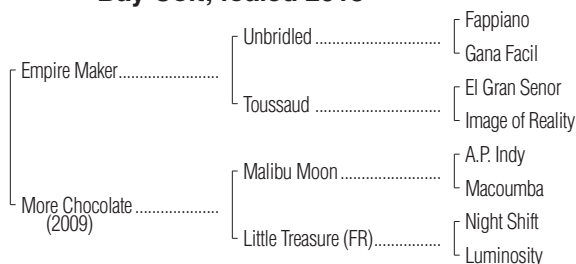 Bay Colt; foaled
Fappiano
Unbridled ................................
Gana Facil
Empire Maker.........................
El Gran Senor
Toussaud ................................
Image of Reality
A.P. Indy
Malibu Moon .........................
Macoumba
More Chocolate .....................
(2009)
Night Shift
Little Treasure (FR)................
Luminosity